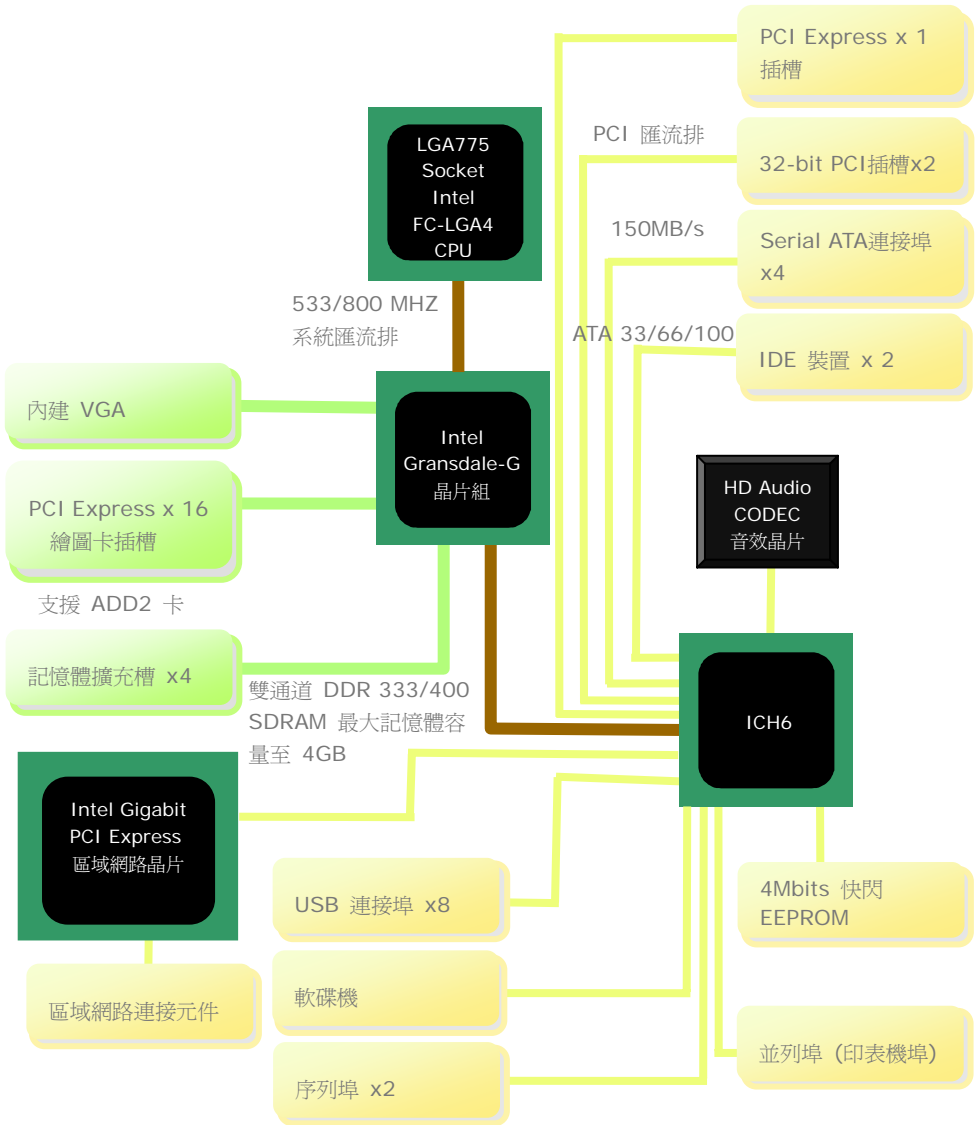 PCI Express x 1
插槽
LGA775
Socket
Intel
FC-LGA4
CPU
PCI 匯流排
32-bit PCI插槽x2
150MB/s
Serial ATA連接埠
x4
533/800 MHZ
系統匯流排
ATA 33/66/100
IDE 裝置 x 2
內建 VGA
Intel
Gransdale-G
晶片組
PCI Express x 16
繪圖卡插槽
HD Audio
CODEC
音效晶片
支援 ADD2 卡
記憶體擴充槽 x4
雙通道 DDR 333/400
SDRAM 最大記憶體容
量至 4GB
ICH6
Intel Gigabit
PCI Express
區域網路晶片
USB 連接埠 x8
4Mbits 快閃
EEPROM
區域網路連接元件
軟碟機
序列埠 x2
並列埠 (印表機埠)